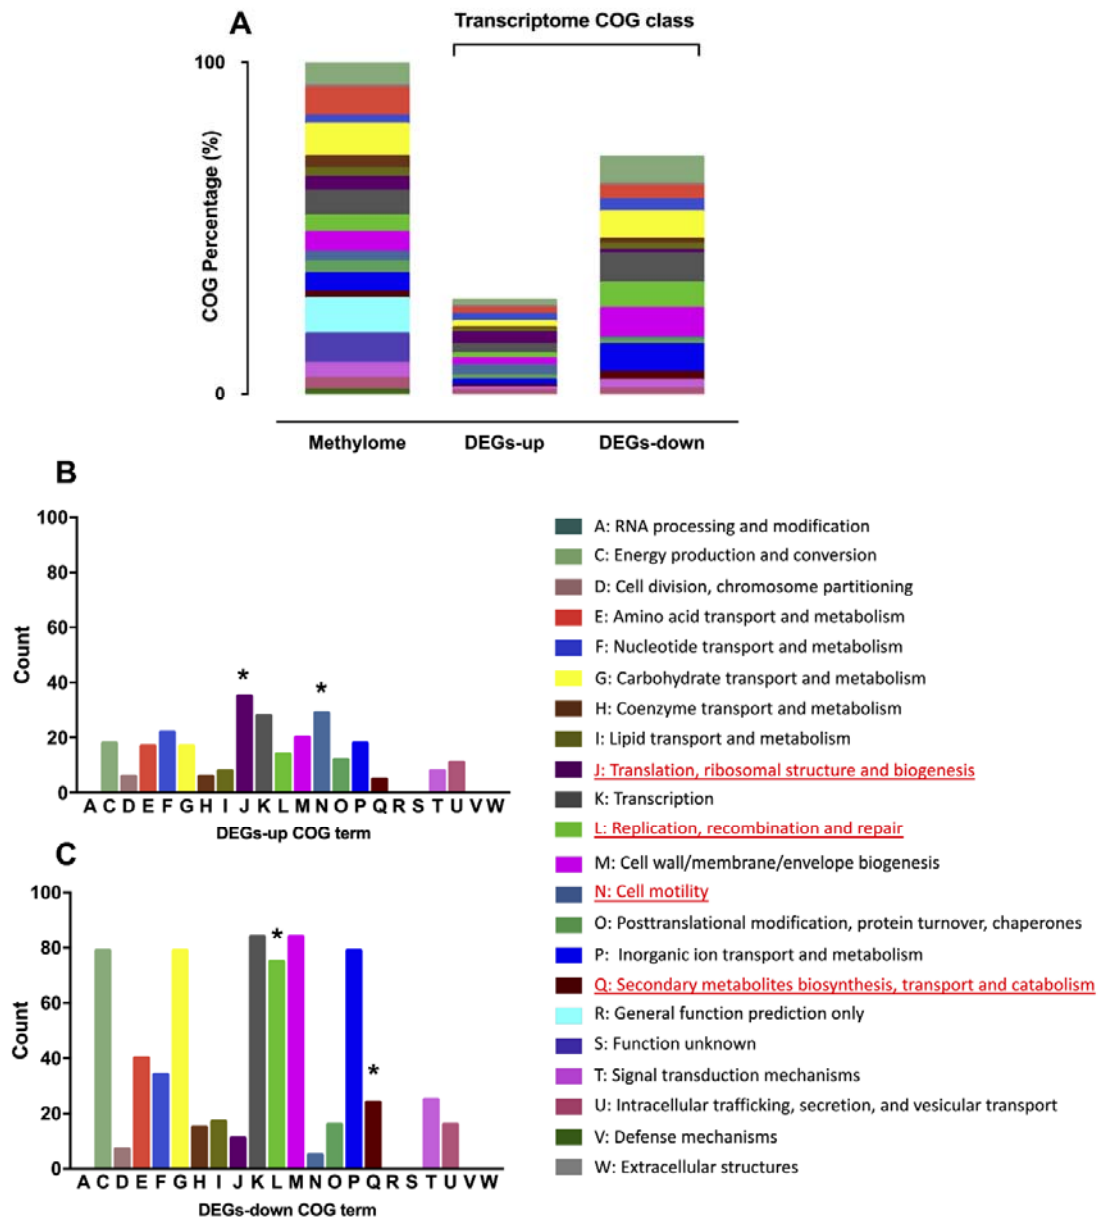 A
Transcriptome COG class
100
COG Percentage (%)
0
Methylome DEGs-up DEGs-down
B
100
80
60
40
20
0
Count
* *
A C D E F G H I J K L M N O P Q R S T U V W
DEGs-up COG term
C
100
80
60
40
20
0
Count
* *
A C D E F G H I J K L M N O P Q R S T U V W
DEGs-down COG term
A: RNA processing and modification
C: Energy production and conversion
D: Cell division, chromosome partitioning
E: Amino acid transport and metabolism
F: Nucleotide transport and metabolism
G: Carbohydrate transport and metabolism
H: Coenzyme transport and metabolism
I: Lipid transport and metabolism
J: Translation, ribosomal structure and biogenesis
K: Transcription
L: Replication, recombination and repair
M: Cell wall/membrane/envelope biogenesis
N: Cell motility
O: Posttranslational modification, protein turnover, chaperones
P: Inorganic ion transport and metabolism
Q: Secondary metabolites biosynthesis, transport and catabolism
R: General function prediction only
S: Function unknown
T: Signal transduction mechanisms
U: Intracellular trafficking, secretion, and vesicular transport
V: Defense mechanisms
W: Extracellular structures